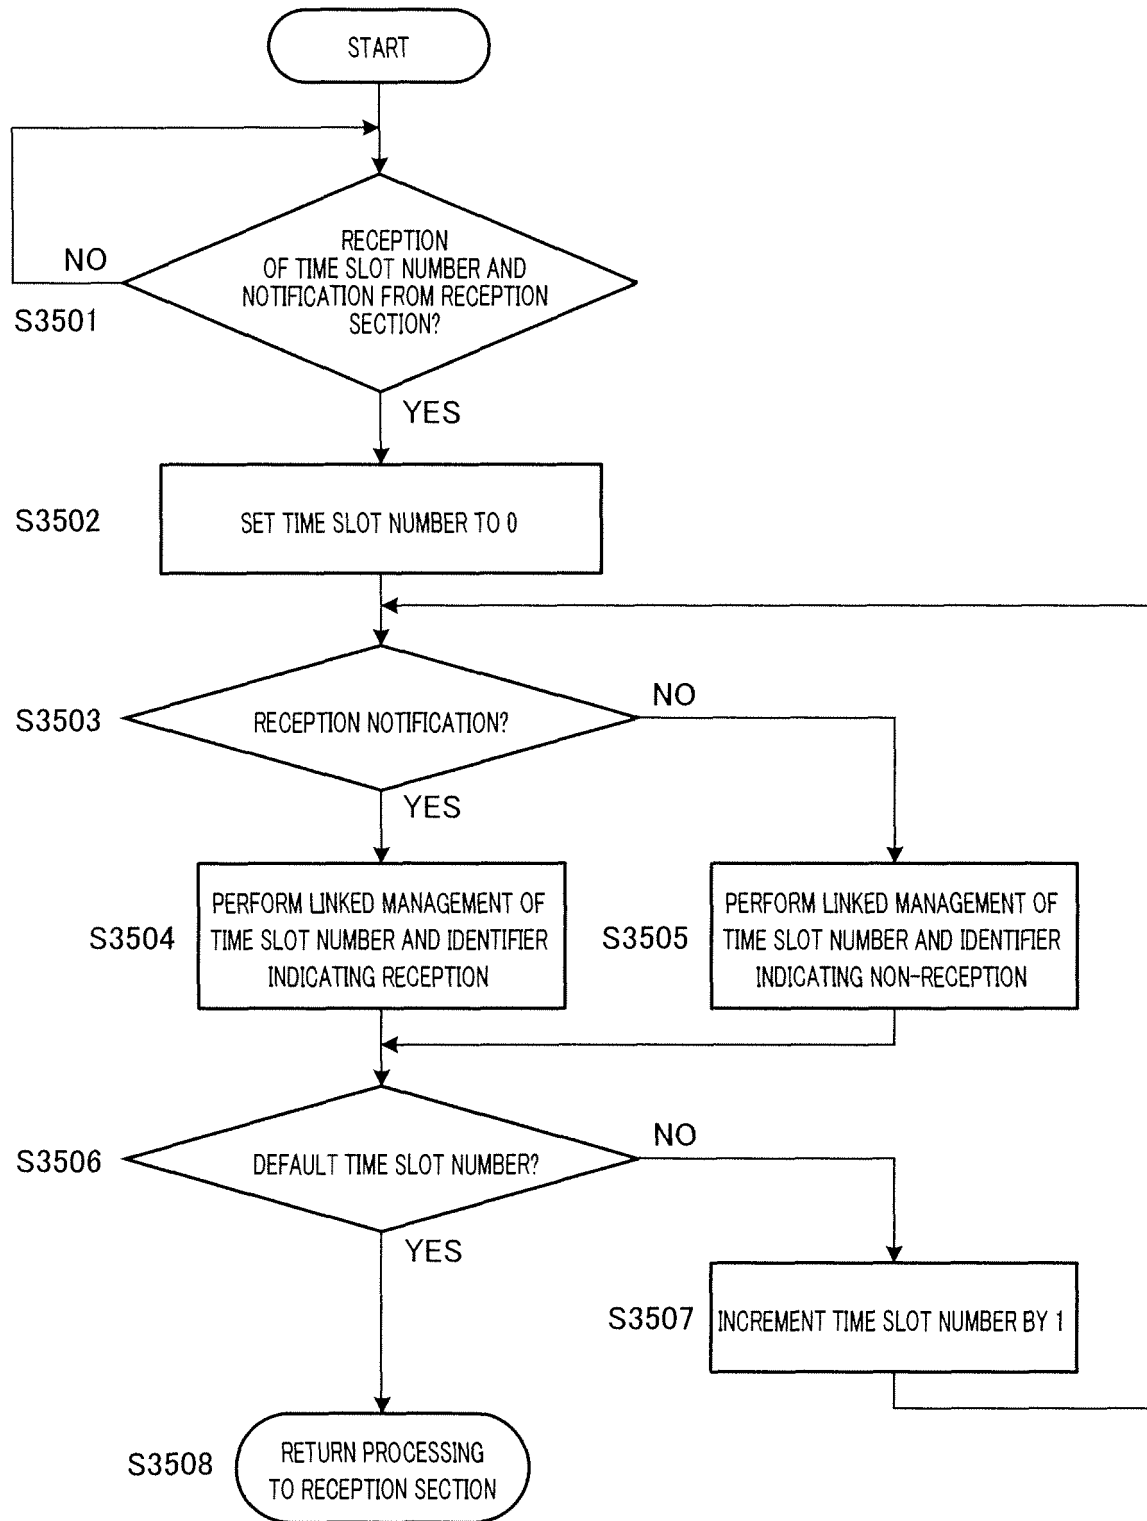 START
RECEPTION
OF TIME SLOT NUMBER AND
NOTIFICATION FROM RECEPTION
SECTION?
NO
S3501
YES
S3502
SET TIME SLOT NUMBER TO 0
S3503
RECEPTION NOTIFICATION?
NO
YES
S3504
PERFORM LINKED MANAGEMENT OF
TIME SLOT NUMBER AND IDENTIFIER
INDICATING RECEPTION
S3505
PERFORM LINKED MANAGEMENT OF
TIME SLOT NUMBER AND IDENTIFIER
INDICATING NON-RECEPTION
S3506
DEFAULT TIME SLOT NUMBER?
NO
YES
S3507
INCREMENT TIME SLOT NUMBER BY 1
S3508
RETURN PROCESSING
TO RECEPTION SECTION